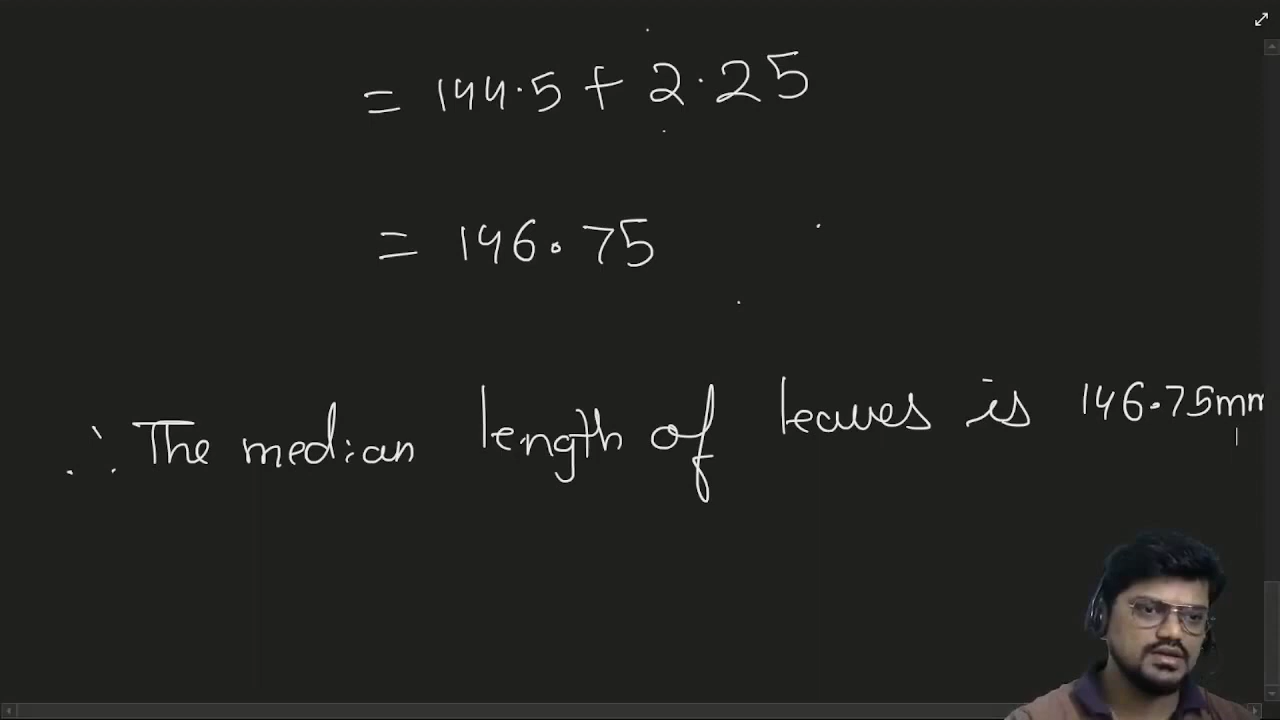 = 144.5 + 2.25
= 146.75
∴ The median length of leaves is 146.75mm